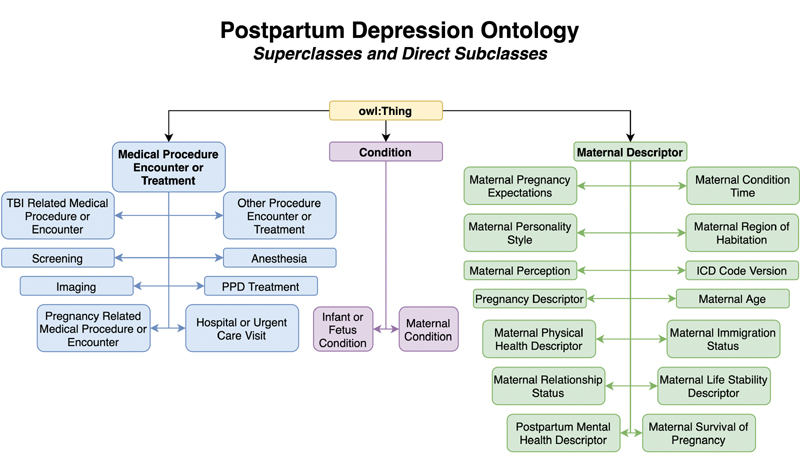 Postpartum Depression Ontology
Superclasses and Direct Subclasses
owl:Thing
Medical Procedure
Encounter or
Treatment
TBI Related Medical
Procedure or
Encounter
Other Procedure
Encounter or
Treatment
Screening
Anesthesia
Imaging
PPD Treatment
Pregnancy Related
Medical Procedure or
Encounter
Hospital or Urgent
Care Visit
Condition
Infant or
Fetus
Condition
Maternal
Condition
Maternal Descriptor
Maternal Pregnancy
Expectations
Maternal Condition
Time
Maternal Personality
Style
Maternal Region of
Habitation
Maternal Perception
ICD Code Version
Pregnancy Descriptor
Maternal Age
Maternal Physical
Health Descriptor
Maternal Immigration
Status
Maternal Relationship
Status
Maternal Life Stability
Descriptor
Postpartum Mental
Health Descriptor
Maternal Survival of
Pregnancy